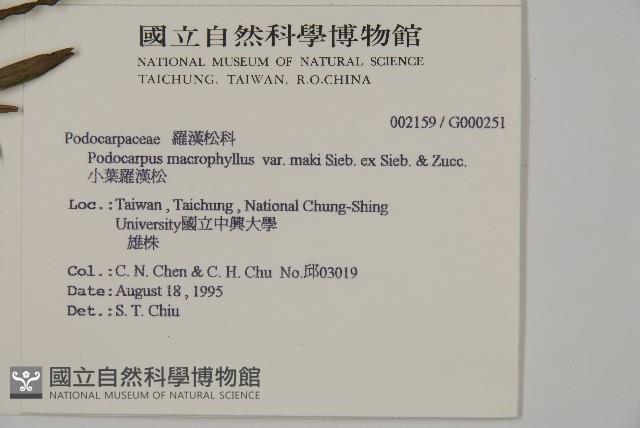 國立自然科學博物館
NATIONAL MUSEUM OF NATURAL SCIENCE
TAICHUNG, TAIWAN, R.O.CHINA
002159 / G000251
Podocarpaceae 羅漢松科
Podocarpus macrophyllus var. maki Sieb. ex Sieb. & Zucc.
小葉羅漢松
Loc.: Taiwan , Taichung , National Chung-Shing
University國立中興大學
雄株
Col.: C. N. Chen & C. H. Chu No.邱03019
Date: August 18 , 1995
Det.: S. T. Chiu
國立自然科學博物館
NATIONAL MUSEUM OF NATURAL SCIENCE